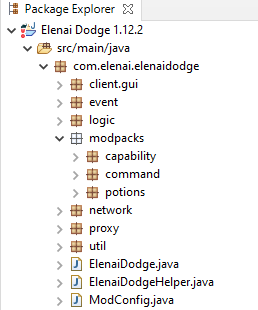 Package Explorer
Elenai Dodge 1.12.2
src/main/java
com.elenai.elenaidodge
client.gui
event
logic
modpacks
capability
command
potions
network
proxy
util
ElenaiDodge.java
ElenaiDodgeHelper.java
ModConfig.java